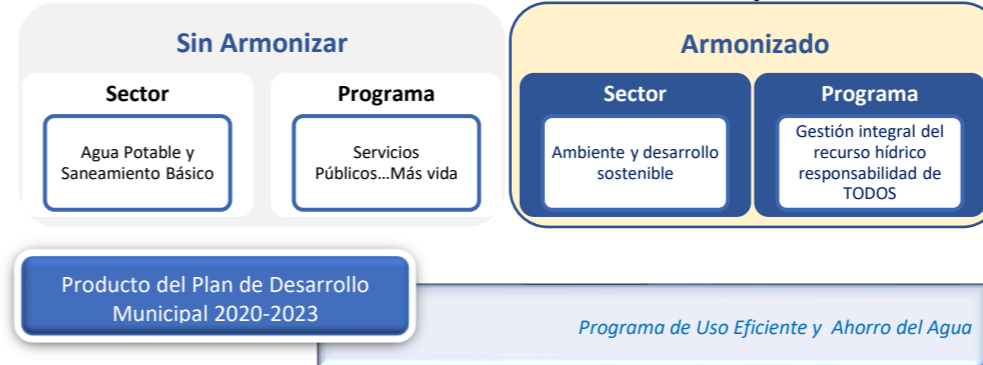 Sin Armonizar
Armonizado
Sector
Programa
Sector
Programa
Agua Potable y
Saneamiento Básico
Servicios
Públicos...Más vida
Ambiente y desarrollo
sostenible
Gestión integral del
recurso hídrico
responsabilidad de
TODOS
Producto del Plan de Desarrollo
Municipal 2020-2023
Programa de Uso Eficiente y Ahorro del Agua